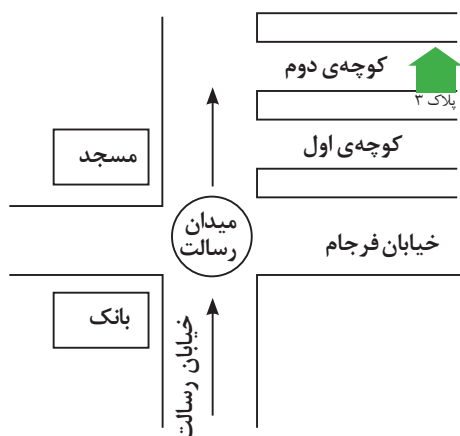 کوچه‌ی دوم
پلاک ۳
کوچه‌ی اول
مسجد
میدان
رسالت
خیابان فرجام
بانک
خیابان رسالت